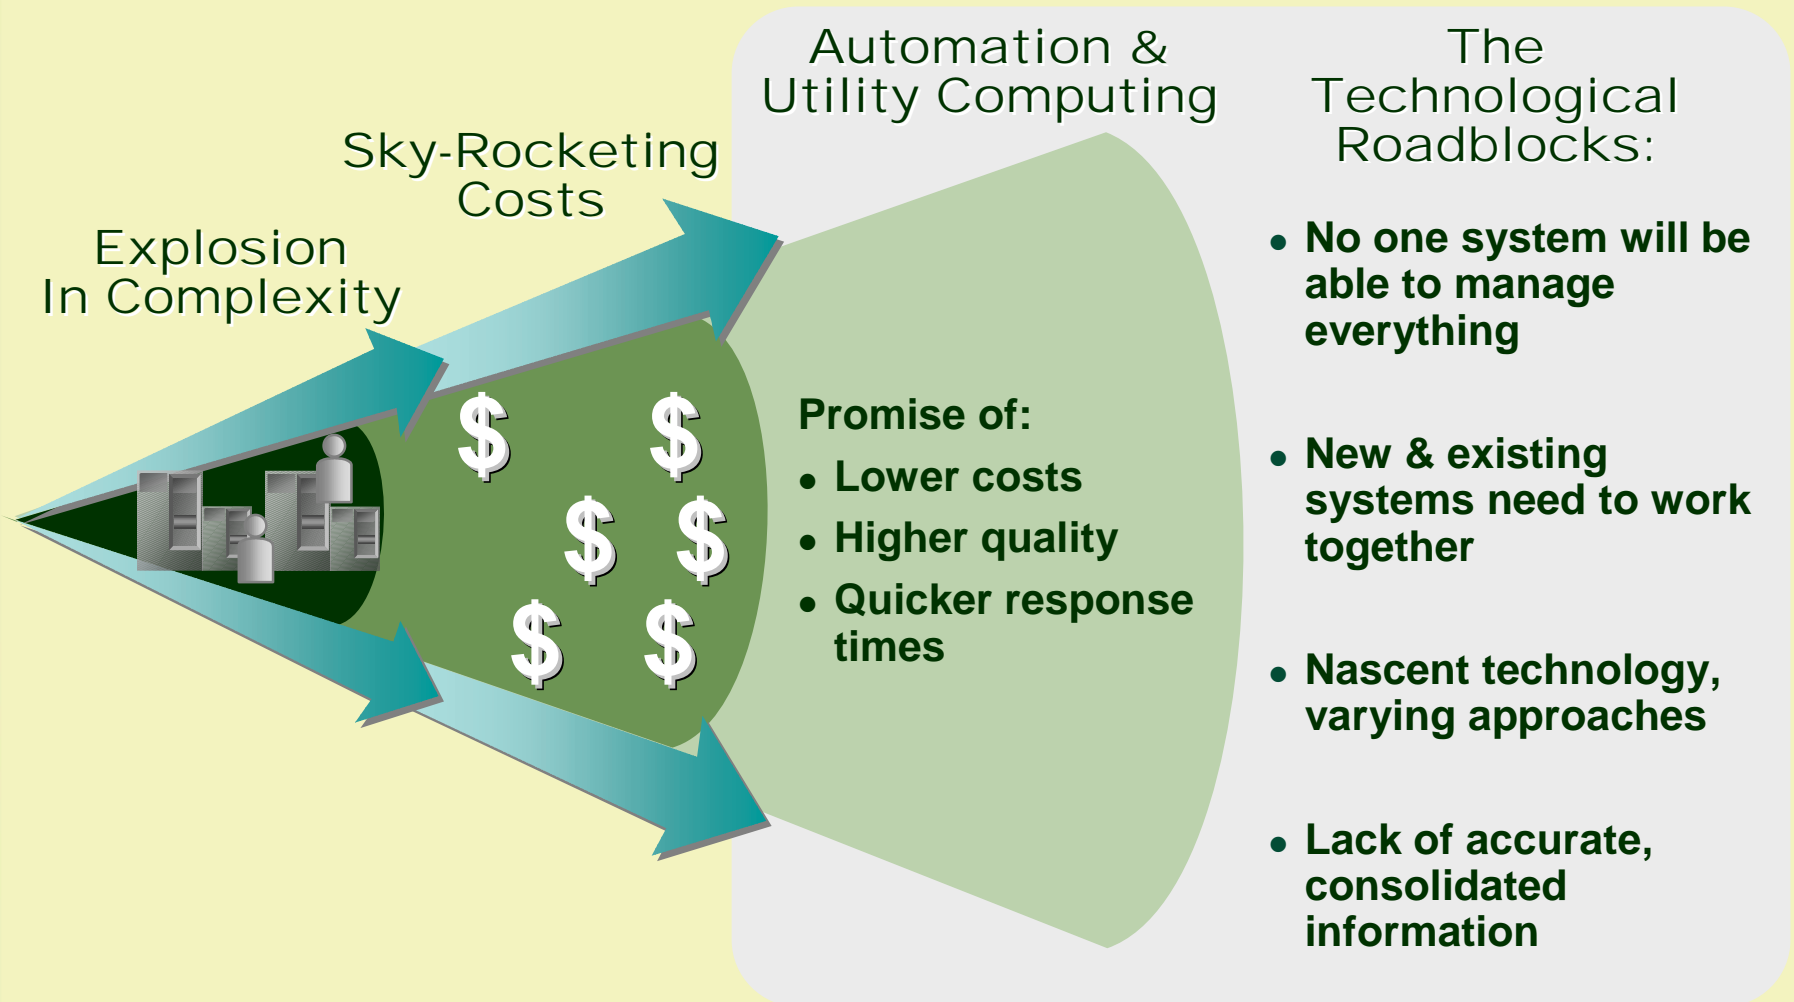 Explosion
In Complexity
Sky-Rocketing
Costs
$ $
$ $
$ $
Automation &
Utility Computing
Promise of:
• Lower costs
• Higher quality
• Quicker response
times
The
Technological
Roadblocks:
• No one system will be
able to manage
everything
• New & existing
systems need to work
together
• Nascent technology,
varying approaches
• Lack of accurate,
consolidated
information